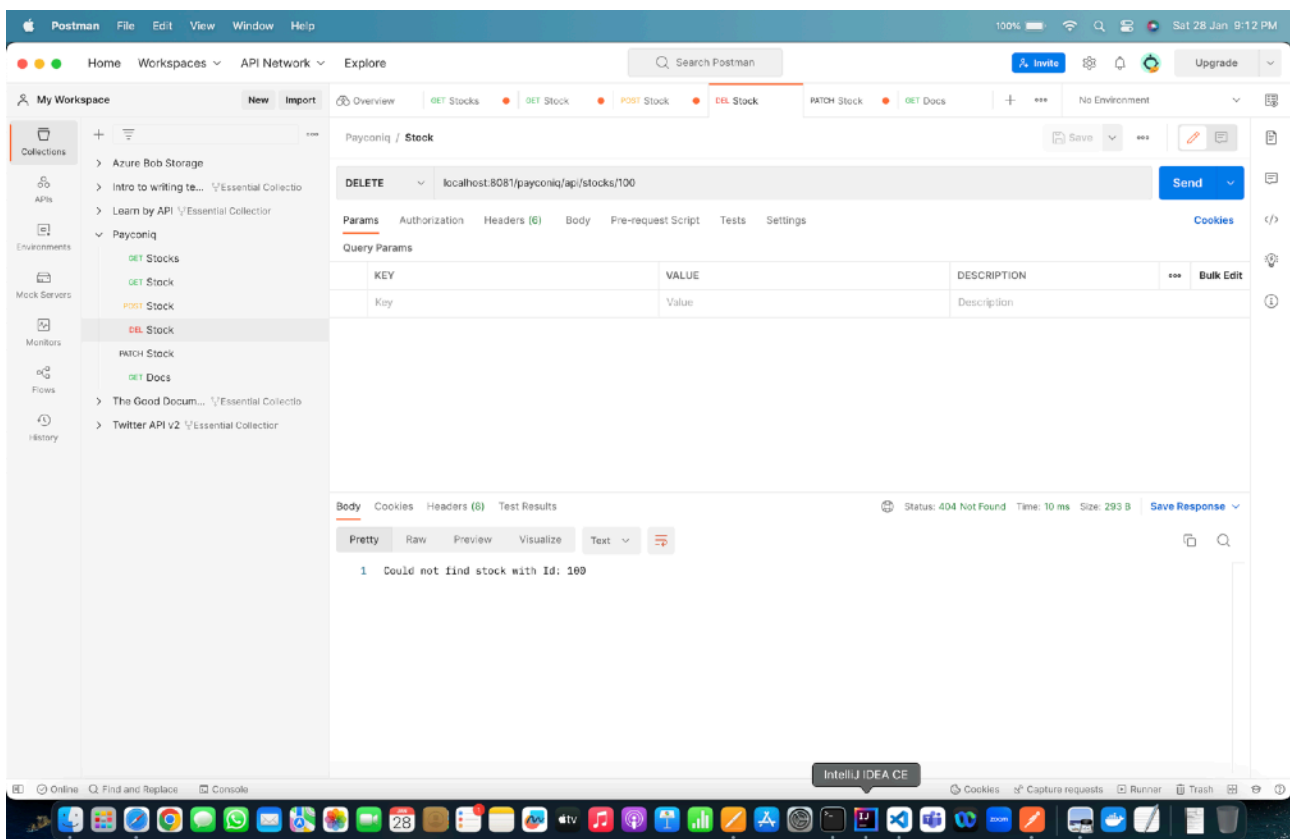 Postman File Edit View Window Help 100% Sat 28 Jan 9:12 PM
Home Workspaces API Network Explore Search Postman Invite Upgrade
My Workspace New Import Overview GET Stocks GET Stock POST Stock DEL Stock PATCH Stock GET Docs No Environment
Collections
APIs
Environments
Mock Servers
Monitors
Flows
History
Azure Bob Storage
Intro to writing te... Essential Collectio
Learn by API Essential Collection
Payconiq
GET Stocks
GET Stock
POST Stock
DEL Stock
PATCH Stock
GET Docs
The Good Docum... Essential Collectio
Twitter API v2 Essential Collection
Payconiq / Stock Save
DELETE localhost:8081/payconiq/api/stocks/100 Send
Params Authorization Headers (6) Body Pre-request Script Tests Settings Cookies
Query Params
KEY VALUE DESCRIPTION Bulk Edit
Key Value Description
Body Cookies Headers (8) Test Results Status: 404 Not Found Time: 10 ms Size: 293 B Save Response
Pretty Raw Preview Visualize Text
1 Could not find stock with Id: 100
IntelliJ IDEA CE
Online Find and Replace Console Cookies Capture requests Runner Trash
28 tv zoom